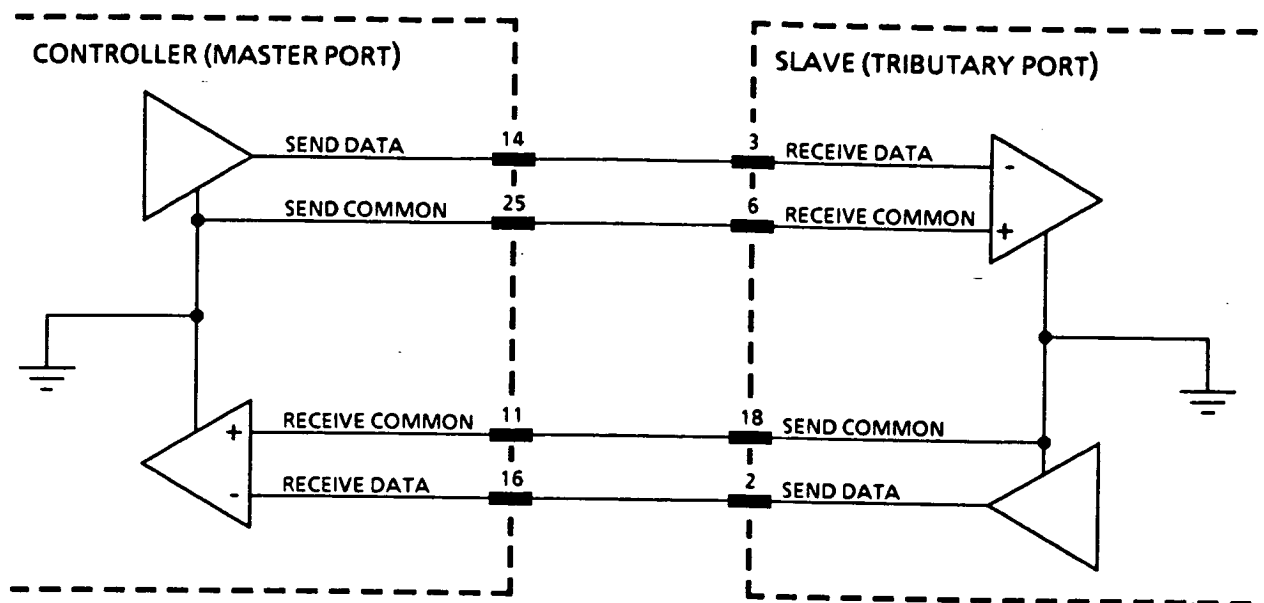 CONTROLLER (MASTER PORT)
SLAVE (TRIBUTARY PORT)
SEND DATA 14 3 RECEIVE DATA -
SEND COMMON 25 6 RECEIVE COMMON +
+ RECEIVE COMMON 11 18 SEND COMMON
- RECEIVE DATA 16 2 SEND DATA